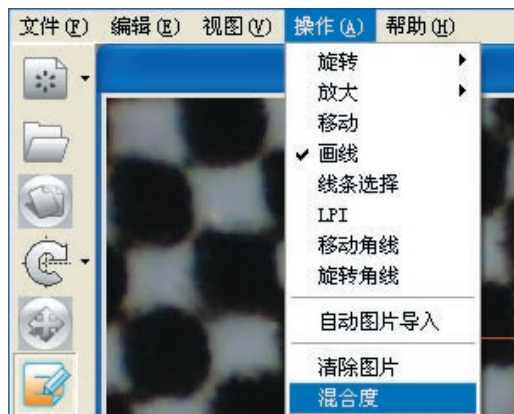 文件(F) 编辑(E) 视图(V) 操作(A) 帮助(H)
旋转
放大
移动
画线
线条选择
LPI
移动角线
旋转角线
自动图片导入
清除图片
混合度